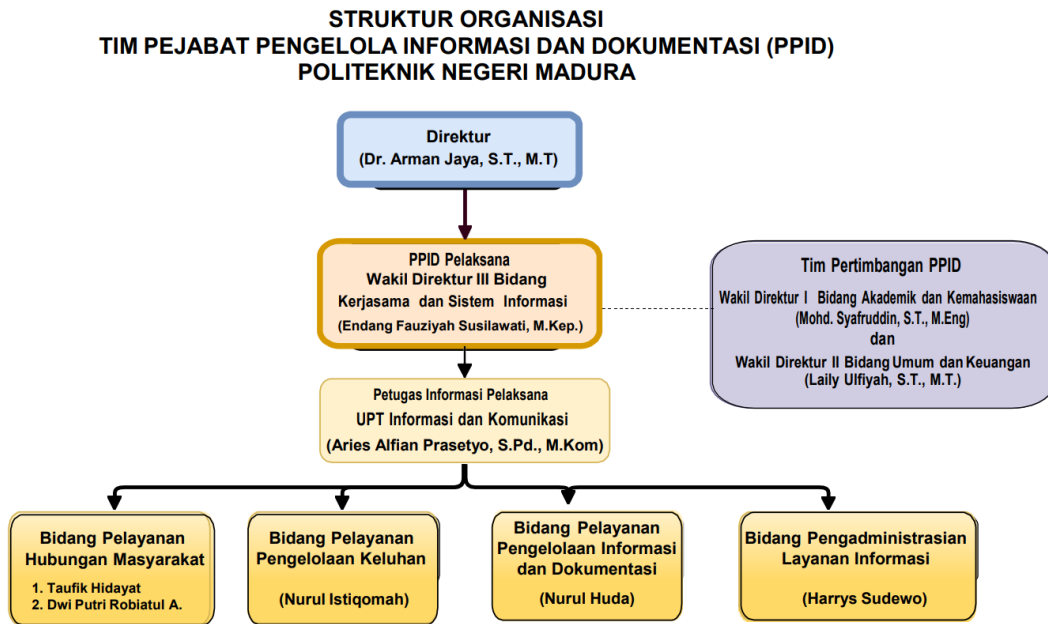 STRUKTUR ORGANISASI
TIM PEJABAT PENGELOLA INFORMASI DAN DOKUMENTASI (PPID)
POLITEKNIK NEGERI MADURA
Direktur
(Dr. Arman Jaya, S.T., M.T)
PPID Pelaksana
Wakil Direktur III Bidang
Kerjasama dan Sistem Informasi
(Endang Fauziyah Susilawati, M.Kep.)
Tim Pertimbangan PPID
Wakil Direktur I Bidang Akademik dan Kemahasiswaan
(Mohd. Syafruddin, S.T., M.Eng)
dan
Wakil Direktur II Bidang Umum dan Keuangan
(Laily Ulfiyah, S.T., M.T.)
Petugas Informasi Pelaksana
UPT Informasi dan Komunikasi
(Aries Alfian Prasetyo, S.Pd., M.Kom)
Bidang Pelayanan
Hubungan Masyarakat
1. Taufik Hidayat
2. Dwi Putri Robiatul A.
Bidang Pelayanan
Pengelolaan Keluhan
(Nurul Istiqomah)
Bidang Pelayanan
Pengelolaan Informasi
dan Dokumentasi
(Nurul Huda)
Bidang Pengadministrasian
Layanan Informasi
(Harrys Sudewo)